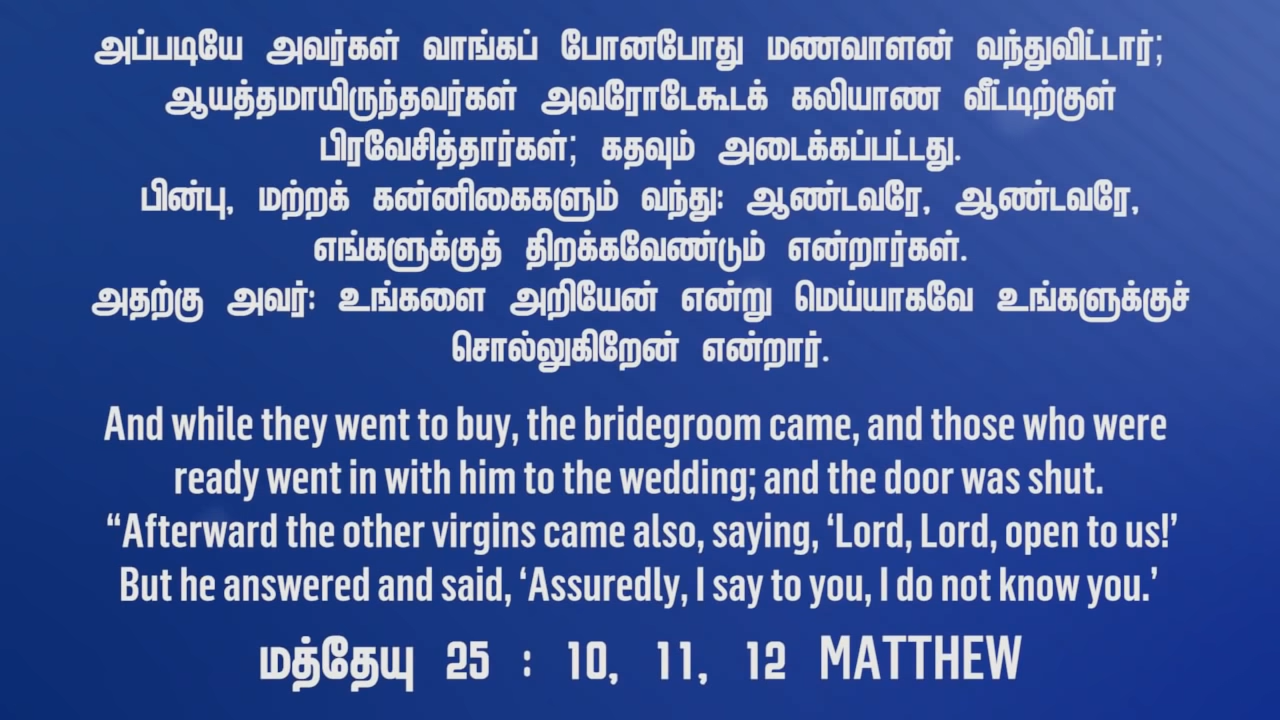 அப்படியே அவர்கள் வாங்கப் போனபோது மணவாளன் வந்துவிட்டார்;
ஆயத்தமாயிருந்தவர்கள் அவரோடேகூடக் கலியாண வீட்டிற்குள்
பிரவேசித்தார்கள்; கதவும் அடைக்கப்பட்டது.
பின்பு, மற்றக் கன்னிகைகளும் வந்து: ஆண்டவரே, ஆண்டவரே,
எங்களுக்குத் திறக்கவேண்டும் என்றார்கள்.
அதற்கு அவர்: உங்களை அறியேன் என்று மெய்யாகவே உங்களுக்குச்
சொல்லுகிறேன் என்றார்.
And while they went to buy, the bridegroom came, and those who were
ready went in with him to the wedding; and the door was shut.
“Afterward the other virgins came also, saying, ‘Lord, Lord, open to us!’
But he answered and said, ‘Assuredly, I say to you, I do not know you.’
மத்தேயு 25 : 10, 11, 12 MATTHEW